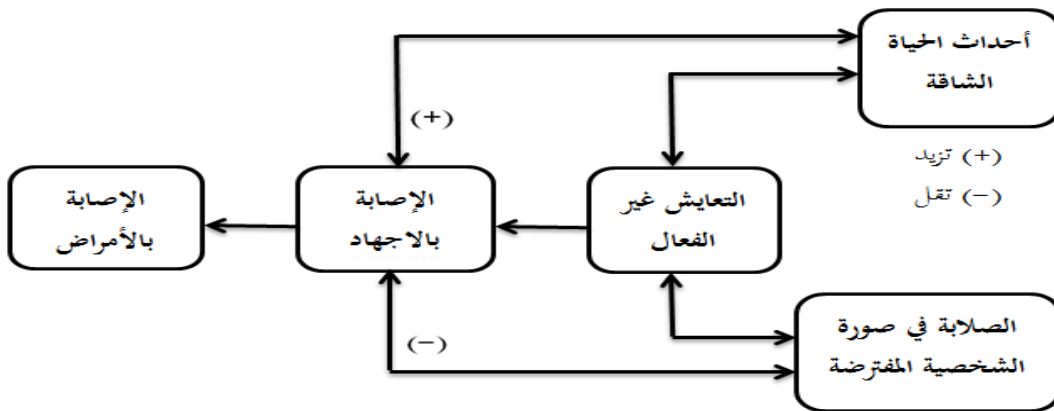 أحداث الحياة
الشاقة
(+)
(+) تزيد
(−) تقل
التعايش غير
الفعال
الإصابة
بالاجهاد
الإصابة
بالأمراض
الصلابة في صورة
الشخصية المفترضة
(−)